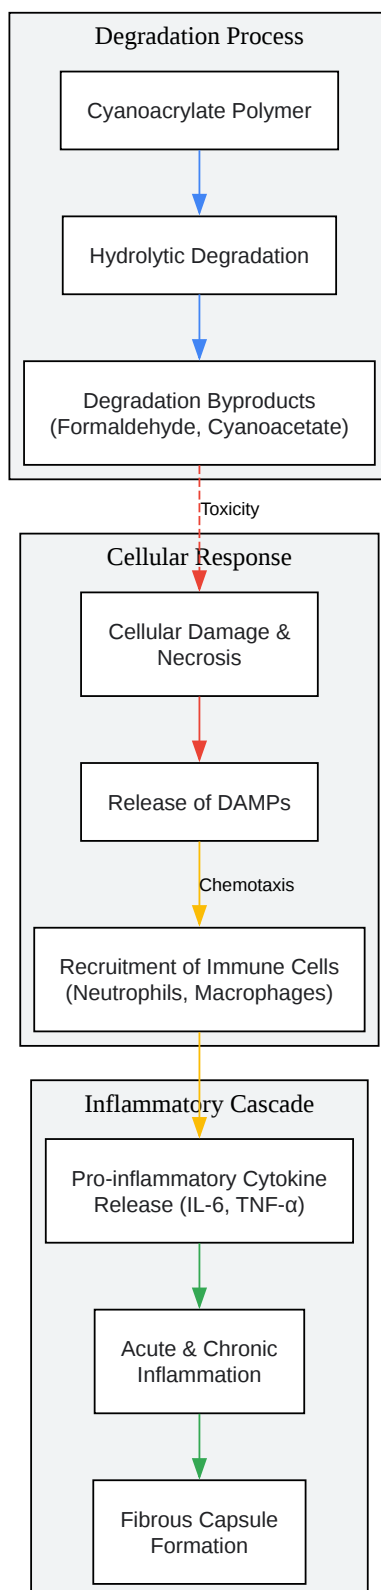 Degradation Process
Cyanoacrylate Polymer
Hydrolytic Degradation
Degradation Byproducts
(Formaldehyde, Cyanoacetate)
Toxicity
Cellular Response
Cellular Damage &
Necrosis
Release of DAMPs
Chemotaxis
Recruitment of Immune Cells
(Neutrophils, Macrophages)
Inflammatory Cascade
Pro-inflammatory Cytokine
Release (IL-6, TNF-α)
Acute & Chronic
Inflammation
Fibrous Capsule
Formation